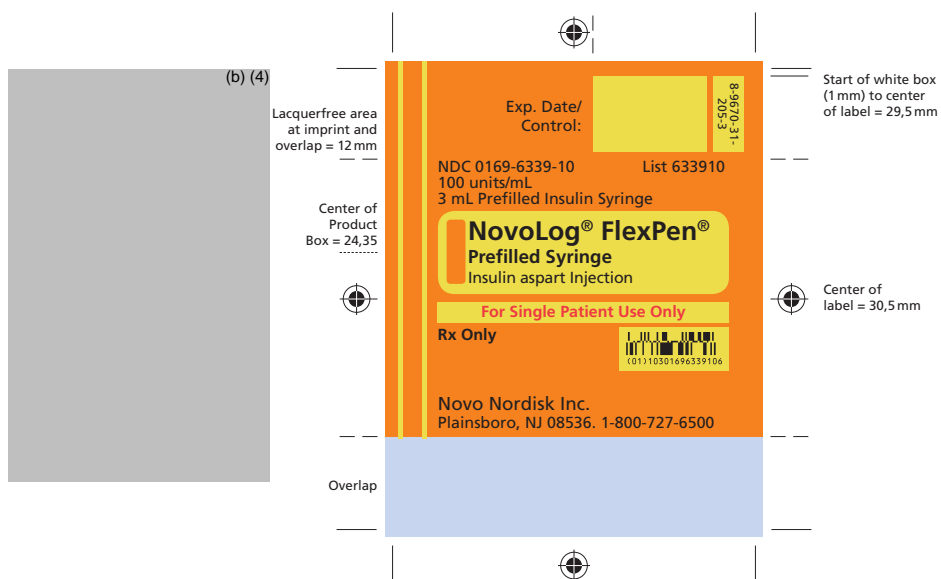 (b) (4)
Lacquerfree area
at imprint and
overlap = 12 mm
Center of
Product
Box = 24,35
Overlap
Exp. Date/
Control:
8-9670-31-
205-3
NDC 0169-6339-10 List 633910
100 units/mL
3 mL Prefilled Insulin Syringe
NovoLog® FlexPen®
Prefilled Syringe
Insulin aspart Injection
For Single Patient Use Only
Rx Only
(01)10301696339106
Novo Nordisk Inc.
Plainsboro, NJ 08536. 1-800-727-6500
Start of white box
(1 mm) to center
of label = 29,5 mm
Center of
label = 30,5 mm